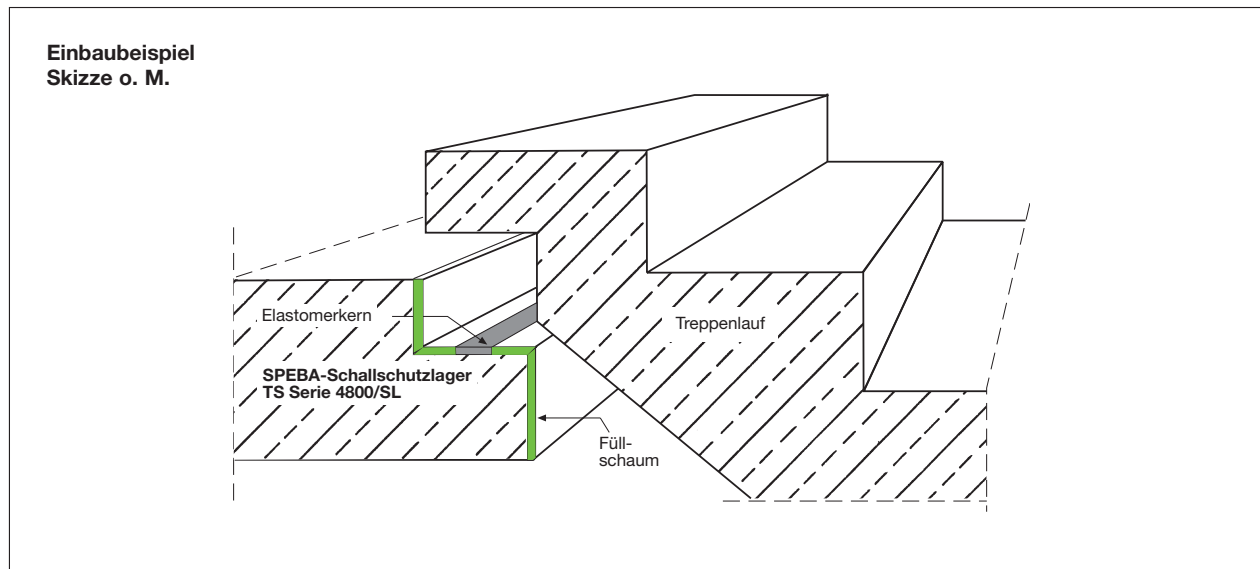 Einbaubeispiel
Skizze o. M.
Elastomerkern
Treppenlauf
SPEBA-Schallschutzlager
TS Serie 4800/SL
Füll-
schaum